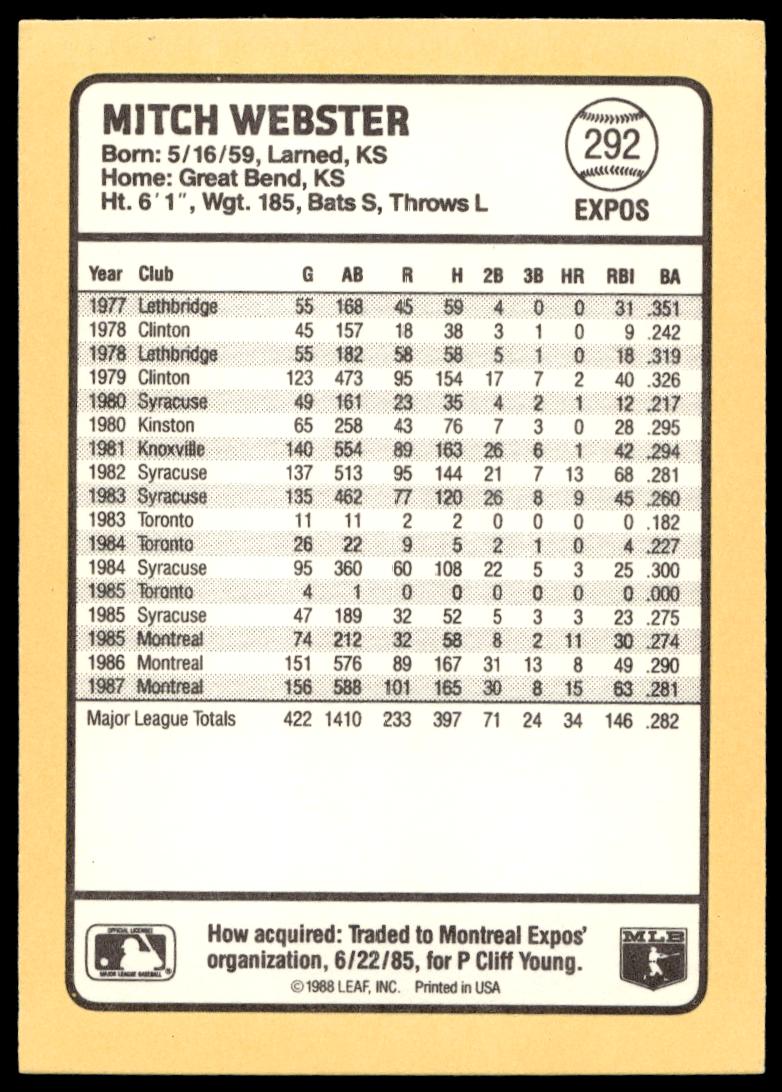 MITCH WEBSTER
Born: 5/16/59, Larned, KS
Home: Great Bend, KS
Ht. 6'1", Wgt. 185, Bats S, Throws L
292
EXPOS
Year Club G AB R H 2B 3B HR RBI BA
1977 Lethbridge 55 168 45 59 4 0 0 31 .351
1978 Clinton 45 157 18 38 3 1 0 9 .242
1978 Lethbridge 55 182 58 58 5 1 0 18 .319
1979 Clinton 123 473 95 154 17 7 2 40 .326
1980 Syracuse 49 161 23 35 4 2 1 12 .217
1980 Kinston 65 258 43 76 7 3 0 28 .295
1981 Knoxville 140 554 89 163 26 6 1 42 .294
1982 Syracuse 137 513 95 144 21 7 13 68 .281
1983 Syracuse 135 462 77 120 26 8 9 45 .260
1983 Toronto 11 11 2 2 0 0 0 0 .182
1984 Toronto 26 22 9 5 2 1 0 4 .227
1984 Syracuse 95 360 60 108 22 5 3 25 .300
1985 Toronto 4 1 0 0 0 0 0 0 .000
1985 Syracuse 47 189 32 52 5 3 3 23 .275
1985 Montreal 74 212 32 58 8 2 11 30 .274
1986 Montreal 151 576 89 167 31 13 8 49 .290
1987 Montreal 156 588 101 165 30 8 15 63 .281
Major League Totals 422 1410 233 397 71 24 34 146 .282
OFFICIAL LICENSEE
MAJOR LEAGUE BASEBALL ®
How acquired: Traded to Montreal Expos'
organization, 6/22/85, for P Cliff Young.
© 1988 LEAF, INC. Printed in USA
MLB